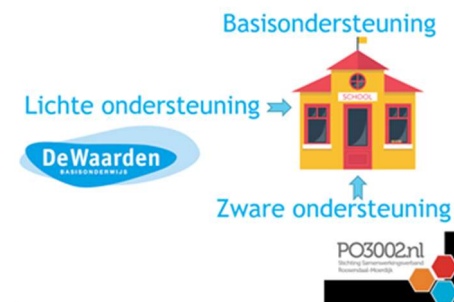 Basisondersteuning
SCHOOL
Lichte ondersteuning
DeWaarden
BASISONDERWIJS
Zware ondersteuning
PO3002.nl
Stichting Samenwerkingsverband
Roosendaal-Moerdijk